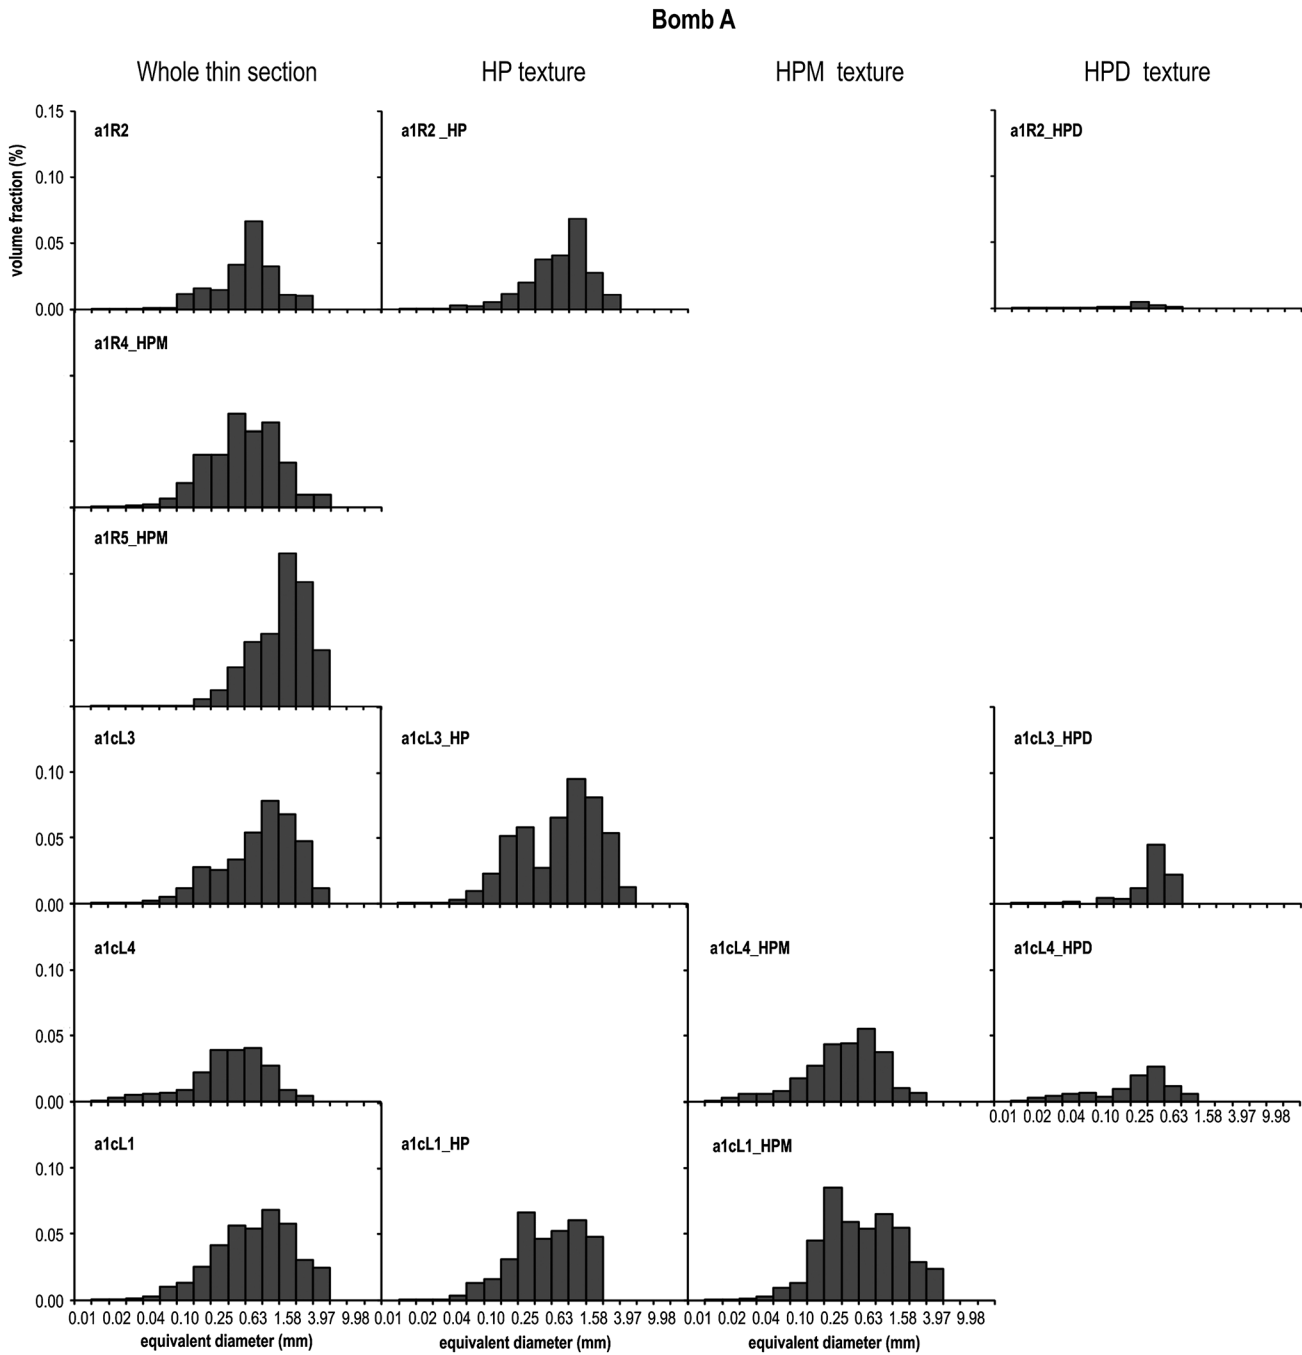 Bomb A
Whole thin section HP texture HPM texture HPD texture
volume fraction (%)
0.15
0.10
0.05
0.00
a1R2
a1R2 _HP
a1R2_HPD
a1R4_HPM
a1R5_HPM
0.10
0.05
0.00
a1cL3
a1cL3_HP
a1cL3_HPD
0.10
0.05
0.00
a1cL4
a1cL4_HPM
a1cL4_HPD
0.01 0.02 0.04 0.10 0.25 0.63 1.58 3.97 9.98
0.10
0.05
0.00
a1cL1
a1cL1_HP
a1cL1_HPM
0.01 0.02 0.04 0.10 0.25 0.63 1.58 3.97 9.98 0.01 0.02 0.04 0.10 0.25 0.63 1.58 3.97 9.98 0.01 0.02 0.04 0.10 0.25 0.63 1.58 3.97 9.98
equivalent diameter (mm) equivalent diameter (mm) equivalent diameter (mm)